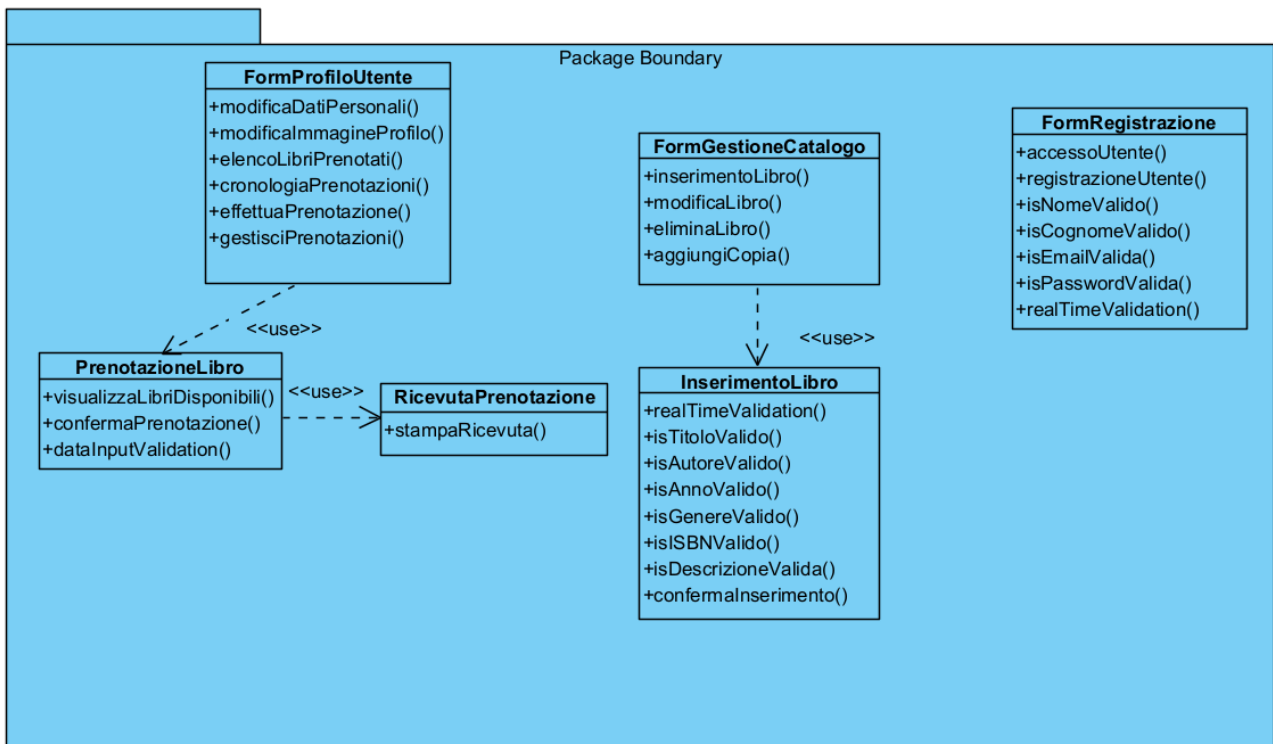 Package Boundary
FormProfiloUtente
+modificaDatiPersonali()
+modificaImmagineProfilo()
+elencoLibriPrenotati()
+cronologiaPrenotazioni()
+effettuaPrenotazione()
+gestisciPrenotazioni()
FormGestioneCatalogo
+inserimentoLibro()
+modificaLibro()
+eliminaLibro()
+aggiungiCopia()
FormRegistrazione
+accessoUtente()
+registrazioneUtente()
+isNomeValido()
+isCognomeValido()
+isEmailValida()
+isPasswordValida()
+realTimeValidation()
<<use>>
<<use>>
PrenotazioneLibro
+visualizzaLibriDisponibili()
+confermaPrenotazione()
+dataInputValidation()
<<use>>
RicevutaPrenotazione
+stampaRicevuta()
InserimentoLibro
+realTimeValidation()
+isTitoloValido()
+isAutoreValido()
+isAnnoValido()
+isGenereValido()
+isISBNValido()
+isDescrizioneValida()
+confermaInserimento()